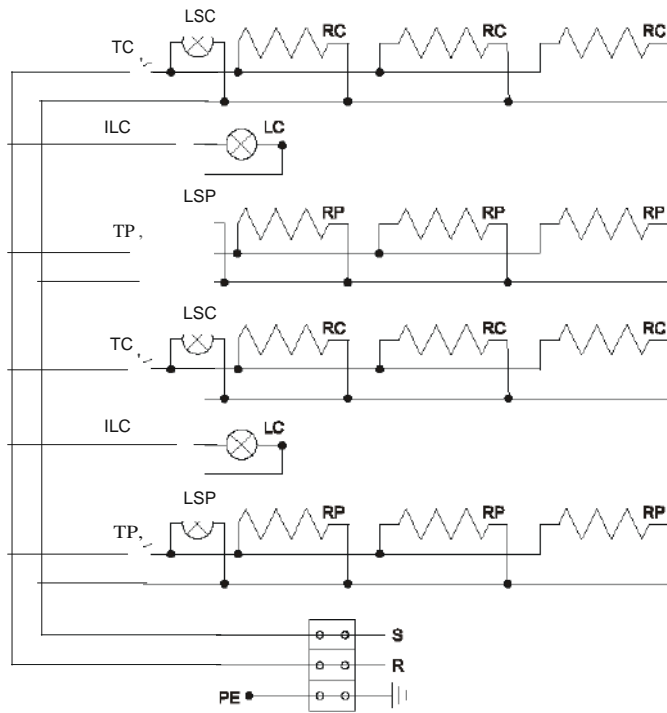 LSC
TC RC RC RC
ILC LC
LSP
TP, RP RP RP
LSC
TC RC RC RC
ILC LC
LSP
TP, RP RP RP
S
R
PE